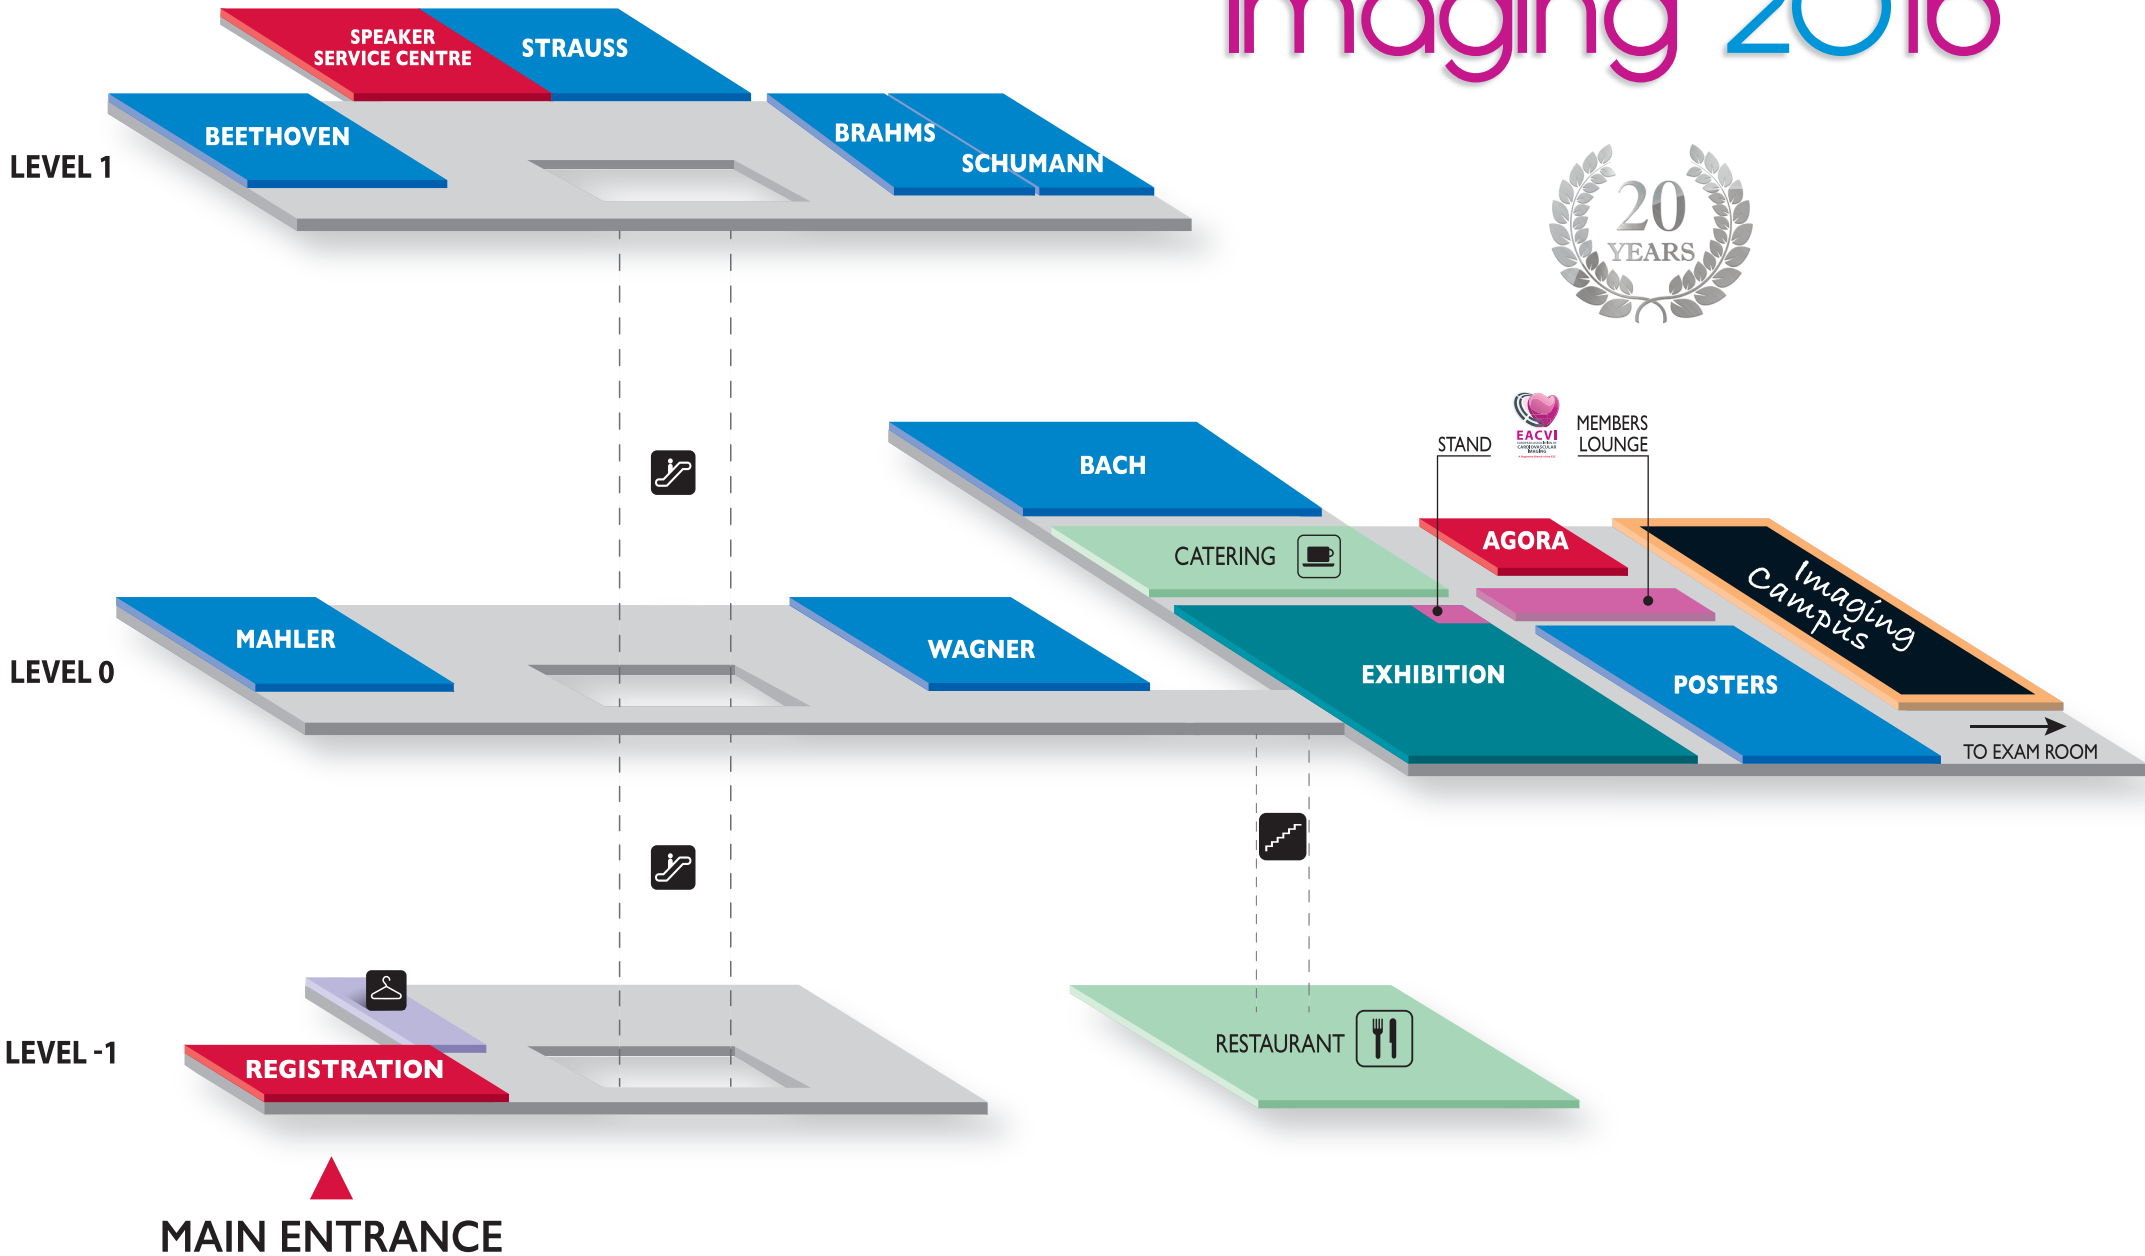 imaging 2016
SPEAKER
SERVICE CENTRE
STRAUSS
BEETHOVEN
BRAHMS
SCHUMANN
LEVEL 1
20
YEARS
BACH
STAND
EACVI
MEMBERS
LOUNGE
CATERING
AGORA
Imaging
Campus
MAHLER
WAGNER
LEVEL 0
EXHIBITION
POSTERS
TO EXAM ROOM
LEVEL -1
REGISTRATION
RESTAURANT
MAIN ENTRANCE